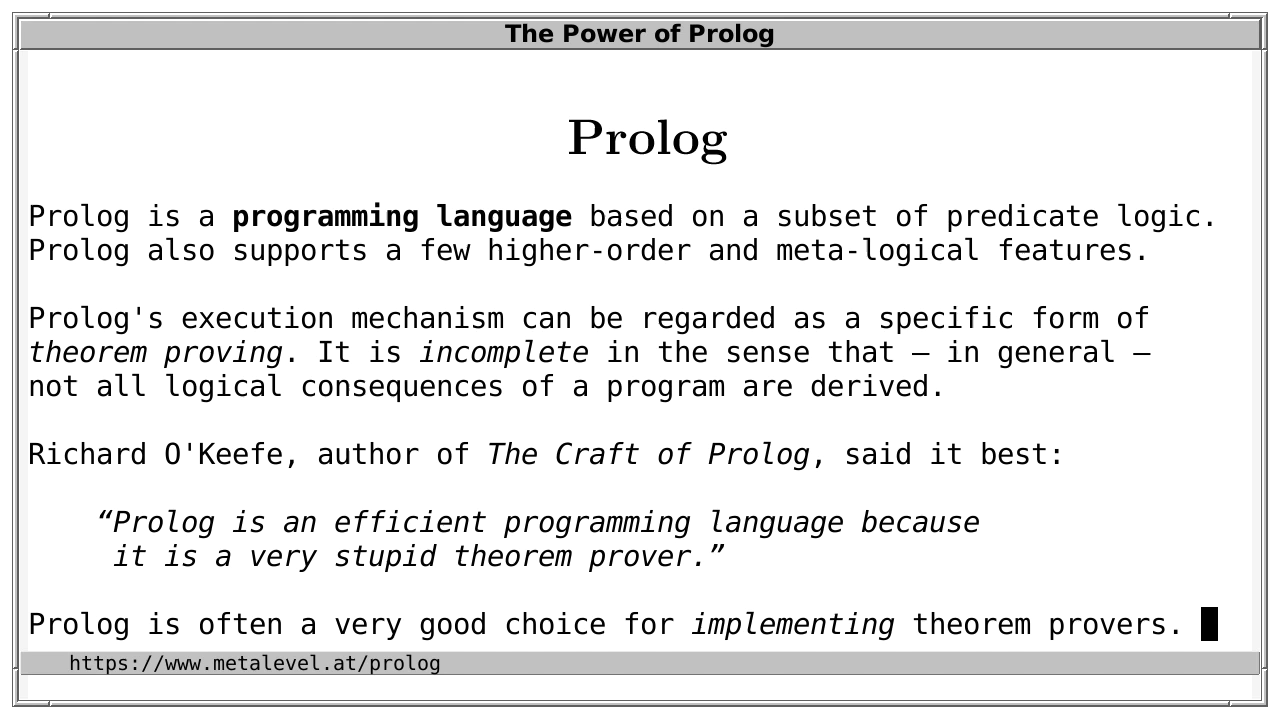 The Power of Prolog
Prolog
Prolog is a programming language based on a subset of predicate logic.
Prolog also supports a few higher-order and meta-logical features.
Prolog's execution mechanism can be regarded as a specific form of
theorem proving. It is incomplete in the sense that — in general —
not all logical consequences of a program are derived.
Richard O'Keefe, author of The Craft of Prolog, said it best:
“Prolog is an efficient programming language because
it is a very stupid theorem prover.”
Prolog is often a very good choice for implementing theorem provers.
https://www.metalevel.at/prolog